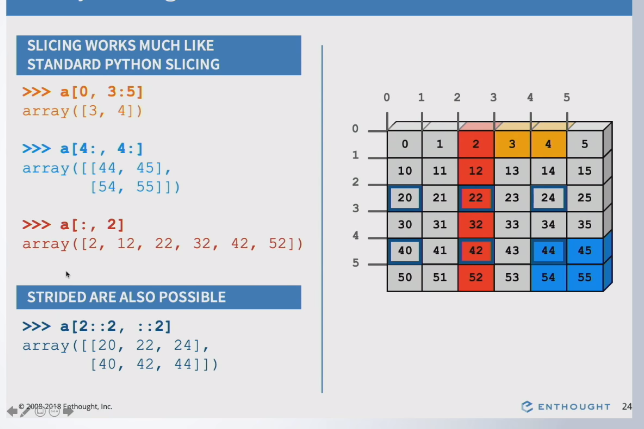 SLICING WORKS MUCH LIKE
STANDARD PYTHON SLICING
>>> a[0, 3:5]
array([3, 4])
>>> a[4:, 4:]
array([[44, 45],
[54, 55]])
>>> a[:, 2]
array([2, 12, 22, 32, 42, 52])
STRIDED ARE ALSO POSSIBLE
>>> a[2::2, ::2]
array([[20, 22, 24],
[40, 42, 44]])
0 1 2 3 4 5
0
1
2
3
4
5
0 1 2 3 4 5
10 11 12 13 14 15
20 21 22 23 24 25
30 31 32 33 34 35
40 41 42 43 44 45
50 51 52 53 54 55
© 2008-2018 Enthought, Inc.
ENTHOUGHT 24